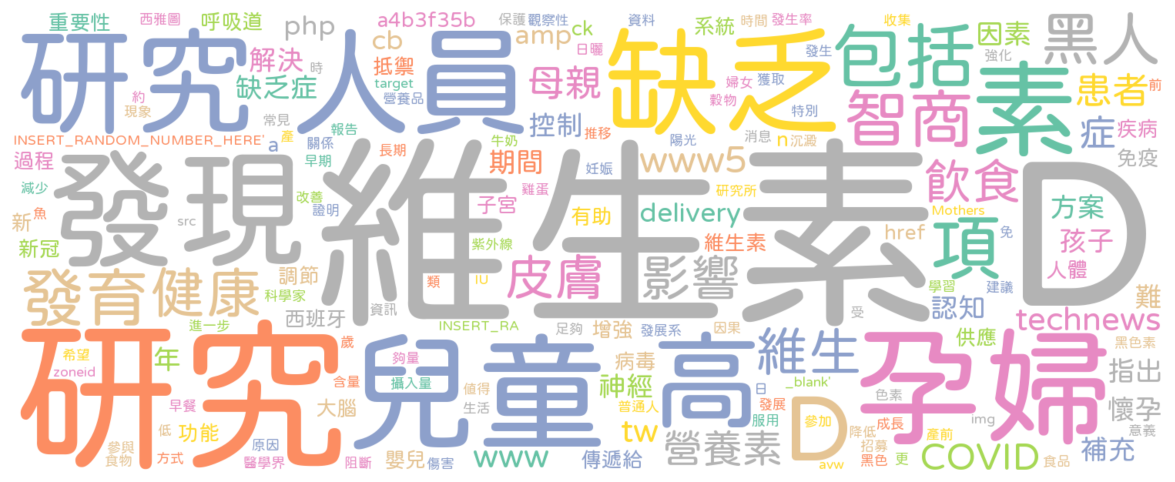 重要性 西雅圖 呼吸道 php a4b3f35b 保護 觀察性 ck 資料 系統 時間 發生率 收集 因素 黑人
研究人員 解決 時 cb 抵禦 amp 日曬 缺乏 包括 強化
約 現象 缺乏症 target 營養品 母親 婦女 獲取 穀物 發生 特別 智商 素 患者 前
常見 控制 推移 症 疾病
INSERT_RANDOM_NUMBER_HERE' a 產 關係 報告 牛奶 陽光 消息 n 沉澱
過程 早期 長期 期間 妊娠 www5 飲食 免疫
發現 維生素D
減少 改善 雞蛋 研究所
新 魚 src 證明 子宮 有助 delivery Mothers 免 方案
新冠 紫外線 維生素 href 項 孩子
發育 健康 調節 類 IU 皮膚 影響 學習 建議 人體
科學家 資訊 認知 難
進一步 西班牙 INSERT_RA 足夠 增強 發展系 因果 受 technews
研究 希望 年 歲 兒童 高 維生 供應 黑色素 孕婦
zoneid 夠量 病毒 指出
含量 攝入量 值得 神經 日 _blank' 色素
早餐 大腦 生活 普通人 發展 img 懷孕
低 功能 tw D 服用 參加 成長 產前 意義
參與 食物 方式 原因 醫學界 阻斷 嬰兒 傷害 www 傳遞給 營養素 avw 降低 黑色 招募 更 COVID 食品 補充